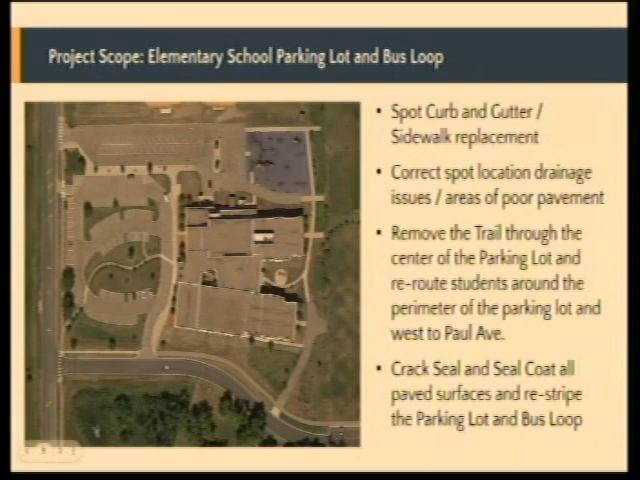 Project Scope: Elementary School Parking Lot and Bus Loop
• Spot Curb and Gutter /
Sidewalk replacement
• Correct spot location drainage
issues / areas of poor pavement
• Remove the Trail through the
center of the Parking Lot and
re-route students around the
perimeter of the parking lot and
west to Paul Ave.
• Crack Seal and Seal Coat all
paved surfaces and re-stripe
the Parking Lot and Bus Loop